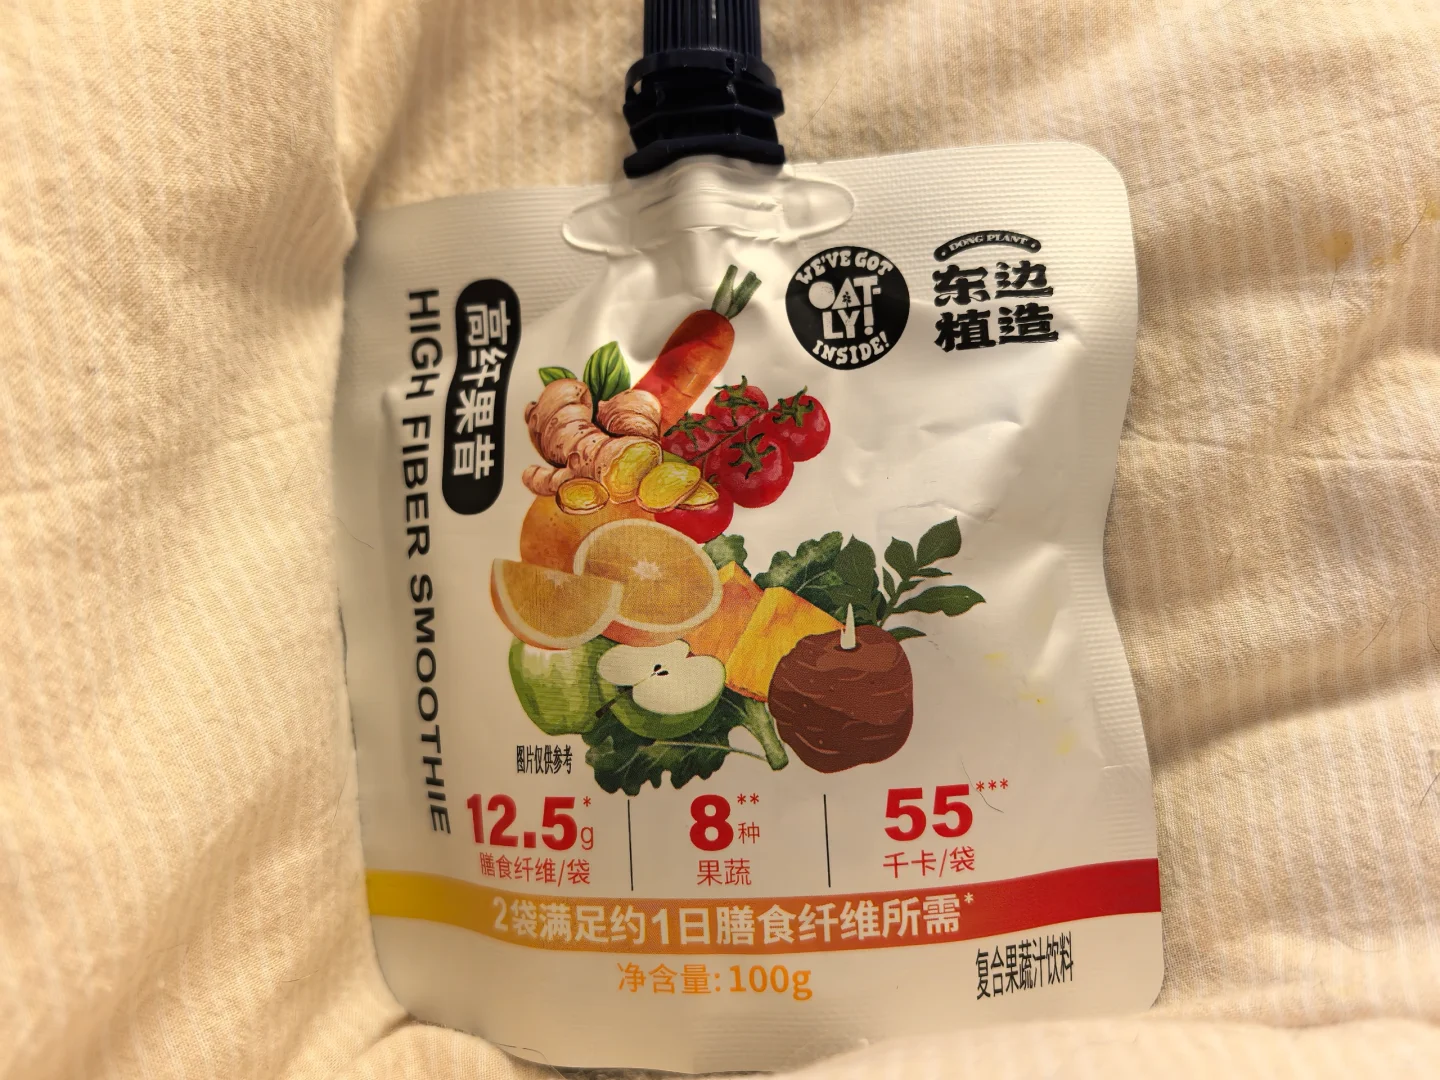 DONG PLANT
东边
植造
WE'VE GOT
OAT-
LY!
INSIDE!
高纤果昔
HIGH FIBER SMOOTHIE
图片仅供参考
12.5*g
膳食纤维/袋
8**种
果蔬
55***
千卡/袋
2袋满足约1日膳食纤维所需*
净含量:100g
复合果蔬汁饮料